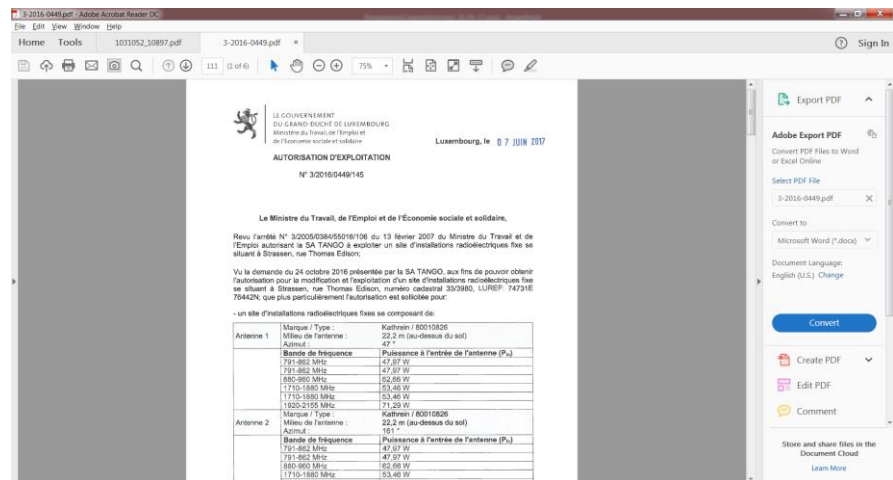 3-2016-0449.pdf - Adobe Acrobat Reader DC
File Edit View Window Help
Home Tools 1031052_10897.pdf 3-2016-0449.pdf × Sign In
111 (1 of 6) 75%
LE GOUVERNEMENT
DU GRAND-DUCHÉ DE LUXEMBOURG
Ministère du Travail, de l'Emploi et
de l'Économie sociale et solidaire
Luxembourg, le 0 7 JUIN 2017
AUTORISATION D'EXPLOITATION
N° 3/2016/0449/145
Le Ministre du Travail, de l'Emploi et de l'Économie sociale et solidaire,
Revu l'arrêté N° 3/2005/0384/55016/106 du 13 février 2007 du Ministre du Travail et de
l'Emploi autorisant la SA TANGO à exploiter un site d'installations radioélectriques fixe se
situant à Strassen, rue Thomas Edison;
Vu la demande du 24 octobre 2016 présentée par la SA TANGO, aux fins de pouvoir obtenir
l'autorisation pour la modification et l'exploitation d'un site d'installations radioélectriques fixe
se situant à Strassen, rue Thomas Edison, numéro cadastral 33/3980, LUREF: 74731E
76442N; que plus particulièrement l'autorisation est sollicitée pour:
- un site d'installations radioélectriques fixes se composant de:
Antenne 1
Marque / Type : Kathrein / 80010826
Milieu de l'antenne : 22,2 m (au-dessus du sol)
Azimut : 47 °
Bande de fréquence Puissance à l'entrée de l'antenne (Pin)
791-862 MHz 47,97 W
791-862 MHz 47,97 W
880-960 MHz 62,66 W
1710-1880 MHz 53,46 W
1710-1880 MHz 53,46 W
1920-2155 MHz 71,29 W
Antenne 2
Marque / Type : Kathrein / 80010826
Milieu de l'antenne : 22,2 m (au-dessus du sol)
Azimut : 161 °
Bande de fréquence Puissance à l'entrée de l'antenne (Pin)
791-862 MHz 47,97 W
791-862 MHz 47,97 W
880-960 MHz 62,66 W
1710-1880 MHz 53,46 W
Export PDF
Adobe Export PDF
Convert PDF Files to Word
or Excel Online
Select PDF File
3-2016-0449.pdf X
Convert to
Microsoft Word (*.docx)
Document Language:
English (U.S.) Change
Convert
Create PDF
Edit PDF
Comment
Store and share files in the
Document Cloud
Learn More